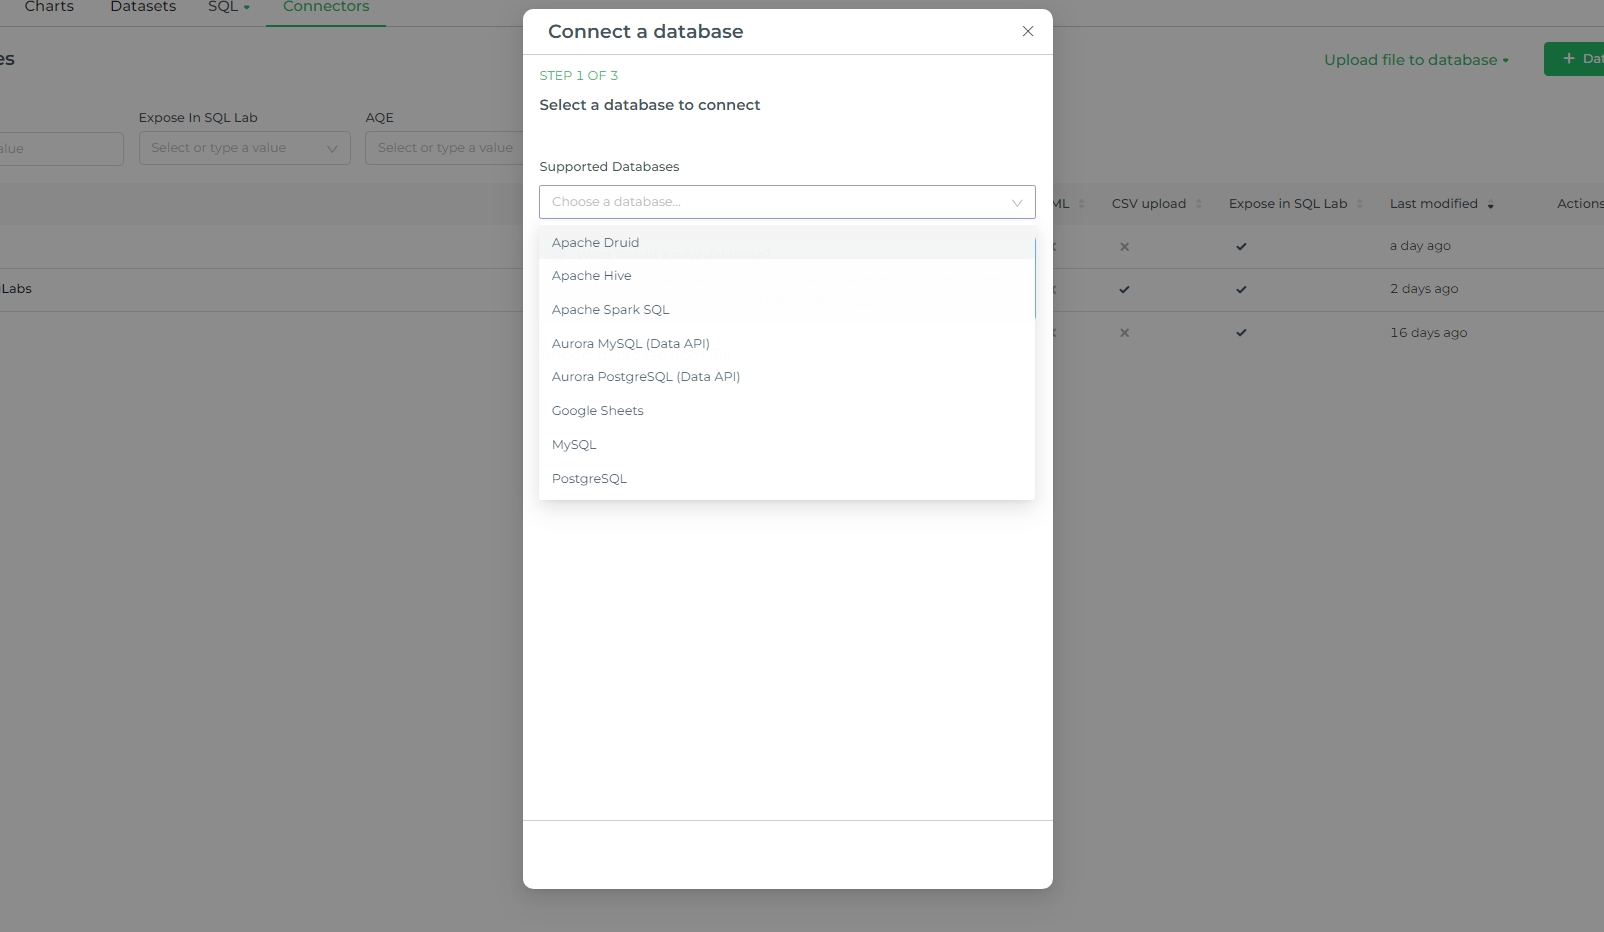 Charts Datasets SQL Connectors
es
Upload file to database
+ Dat
Expose In SQL Lab AQE
alue Select or type a value Select or type a value
ML CSV upload Expose in SQL Lab Last modified Actions
a day ago
Labs 2 days ago
16 days ago
Connect a database
STEP 1 OF 3
Select a database to connect
Supported Databases
Choose a database...
Apache Druid
Apache Hive
Apache Spark SQL
Aurora MySQL (Data API)
Aurora PostgreSQL (Data API)
Google Sheets
MySQL
PostgreSQL